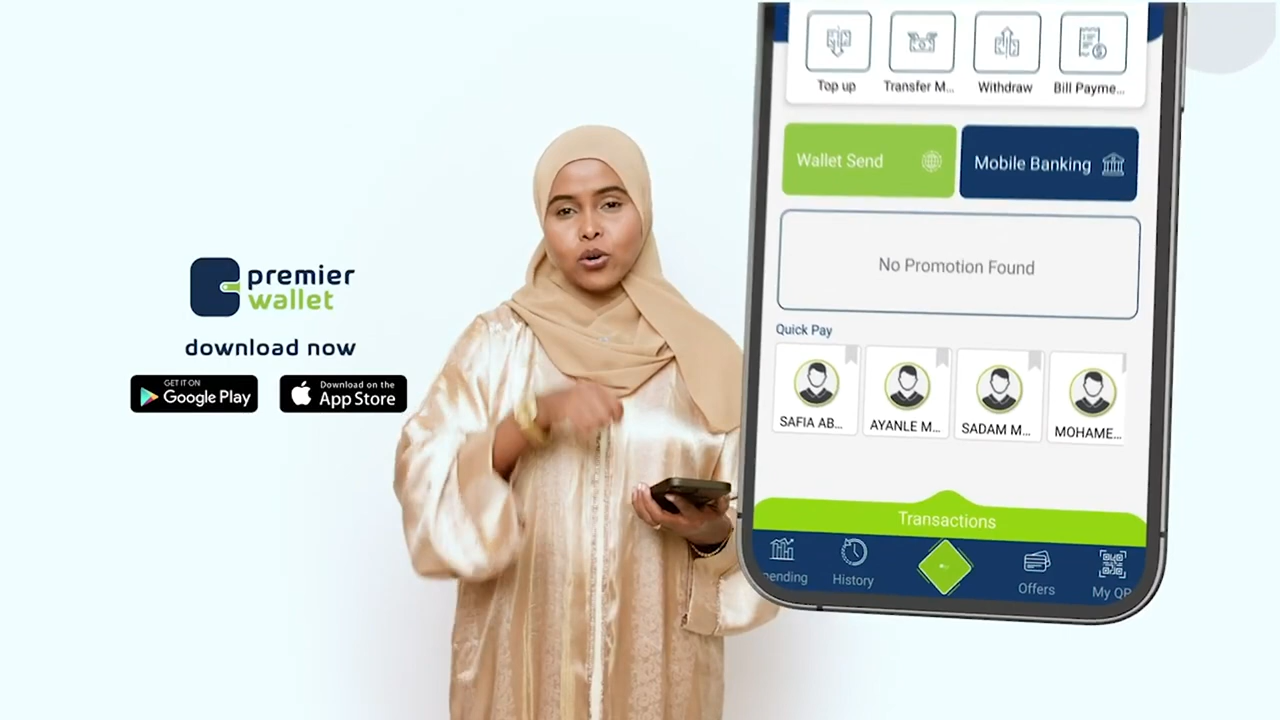 premier
wallet
download now
GET IT ON
Google Play
Download on the
App Store
Top up
Transfer M...
Withdraw
Bill Payme...
Wallet Send
Mobile Banking
No Promotion Found
Quick Pay
SAFIA AB...
AYANLE M...
SADAM M...
MOHAME...
Transactions
pending
History
Offers
My QR